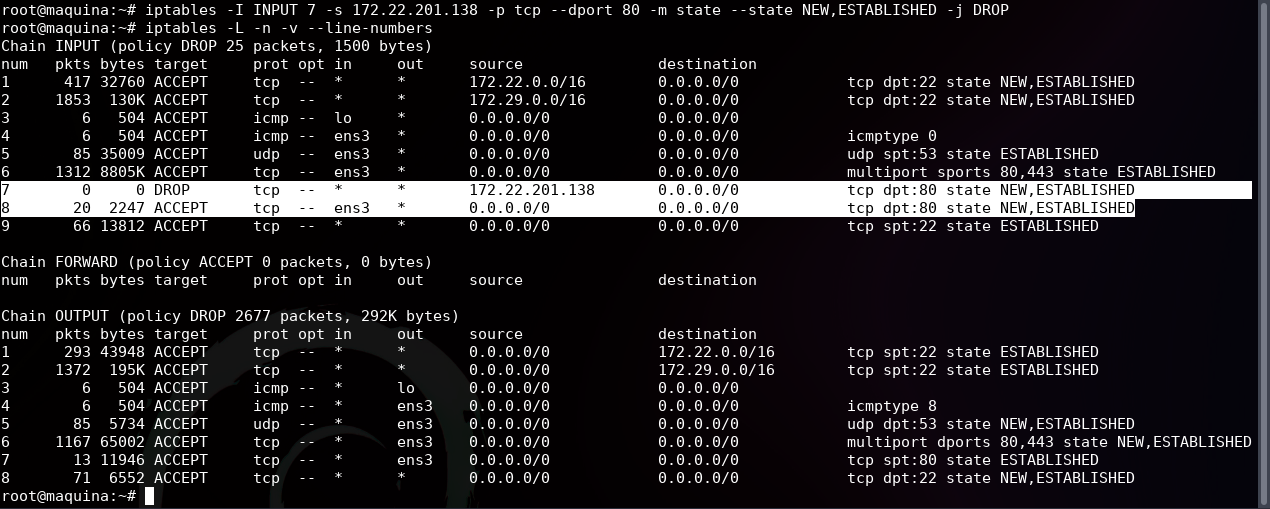 root@maquina:~# iptables -I INPUT 7 -s 172.22.201.138 -p tcp --dport 80 -m state --state NEW,ESTABLISHED -j DROP
root@maquina:~# iptables -L -n -v --line-numbers
Chain INPUT (policy DROP 25 packets, 1500 bytes)
num   pkts bytes target     prot opt in     out     source               destination
1      417 32760 ACCEPT     tcp  --  *      *       172.22.0.0/16        0.0.0.0/0            tcp dpt:22 state NEW,ESTABLISHED
2     1853  130K ACCEPT     tcp  --  *      *       172.29.0.0/16        0.0.0.0/0            tcp dpt:22 state NEW,ESTABLISHED
3        6   504 ACCEPT     icmp --  lo     *       0.0.0.0/0            0.0.0.0/0
4        6   504 ACCEPT     icmp --  ens3   *       0.0.0.0/0            0.0.0.0/0            icmptype 0
5       85 35009 ACCEPT     udp  --  ens3   *       0.0.0.0/0            0.0.0.0/0            udp spt:53 state ESTABLISHED
6     1312 8805K ACCEPT     tcp  --  ens3   *       0.0.0.0/0            0.0.0.0/0            multiport sports 80,443 state ESTABLISHED
7        0     0 DROP       tcp  --  *      *       172.22.201.138       0.0.0.0/0            tcp dpt:80 state NEW,ESTABLISHED
8       20  2247 ACCEPT     tcp  --  ens3   *       0.0.0.0/0            0.0.0.0/0            tcp dpt:80 state NEW,ESTABLISHED
9       66 13812 ACCEPT     tcp  --  *      *       0.0.0.0/0            0.0.0.0/0            tcp spt:22 state ESTABLISHED
Chain FORWARD (policy ACCEPT 0 packets, 0 bytes)
num   pkts bytes target     prot opt in     out     source               destination
Chain OUTPUT (policy DROP 2677 packets, 292K bytes)
num   pkts bytes target     prot opt in     out     source               destination
1      293 43948 ACCEPT     tcp  --  *      *       0.0.0.0/0            172.22.0.0/16        tcp spt:22 state ESTABLISHED
2     1372  195K ACCEPT     tcp  --  *      *       0.0.0.0/0            172.29.0.0/16        tcp spt:22 state ESTABLISHED
3        6   504 ACCEPT     icmp --  *      lo      0.0.0.0/0            0.0.0.0/0
4        6   504 ACCEPT     icmp --  *      ens3    0.0.0.0/0            0.0.0.0/0            icmptype 8
5       85  5734 ACCEPT     udp  --  *      ens3    0.0.0.0/0            0.0.0.0/0            udp dpt:53 state NEW,ESTABLISHED
6     1167 65002 ACCEPT     tcp  --  *      ens3    0.0.0.0/0            0.0.0.0/0            multiport dports 80,443 state NEW,ESTABLISHED
7       13 11946 ACCEPT     tcp  --  *      ens3    0.0.0.0/0            0.0.0.0/0            tcp spt:80 state ESTABLISHED
8       71  6552 ACCEPT     tcp  --  *      *       0.0.0.0/0            0.0.0.0/0            tcp dpt:22 state NEW,ESTABLISHED
root@maquina:~#